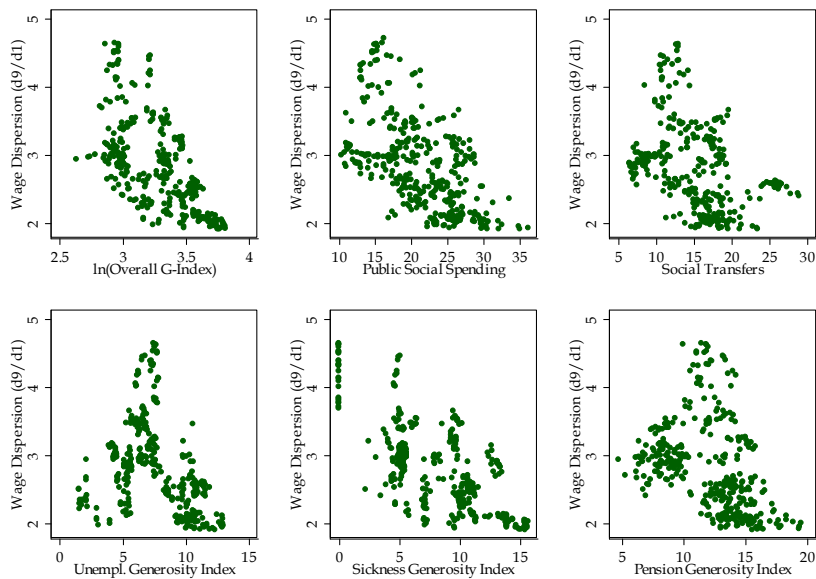 Wage Dispersion (d9/d1)
5
4
3
2
2.5 3 3.5 4
ln(Overall G-Index)
Wage Dispersion (d9/d1)
5
4
3
2
10 15 20 25 30 35
Public Social Spending
Wage Dispersion (d9/d1)
5
4
3
2
5 10 15 20 25 30
Social Transfers
Wage Dispersion (d9/d1)
5
4
3
2
0 5 10 15
Unempl. Generosity Index
Wage Dispersion (d9/d1)
5
4
3
2
0 5 10 15
Sickness Generosity Index
Wage Dispersion (d9/d1)
5
4
3
2
5 10 15 20
Pension Generosity Index